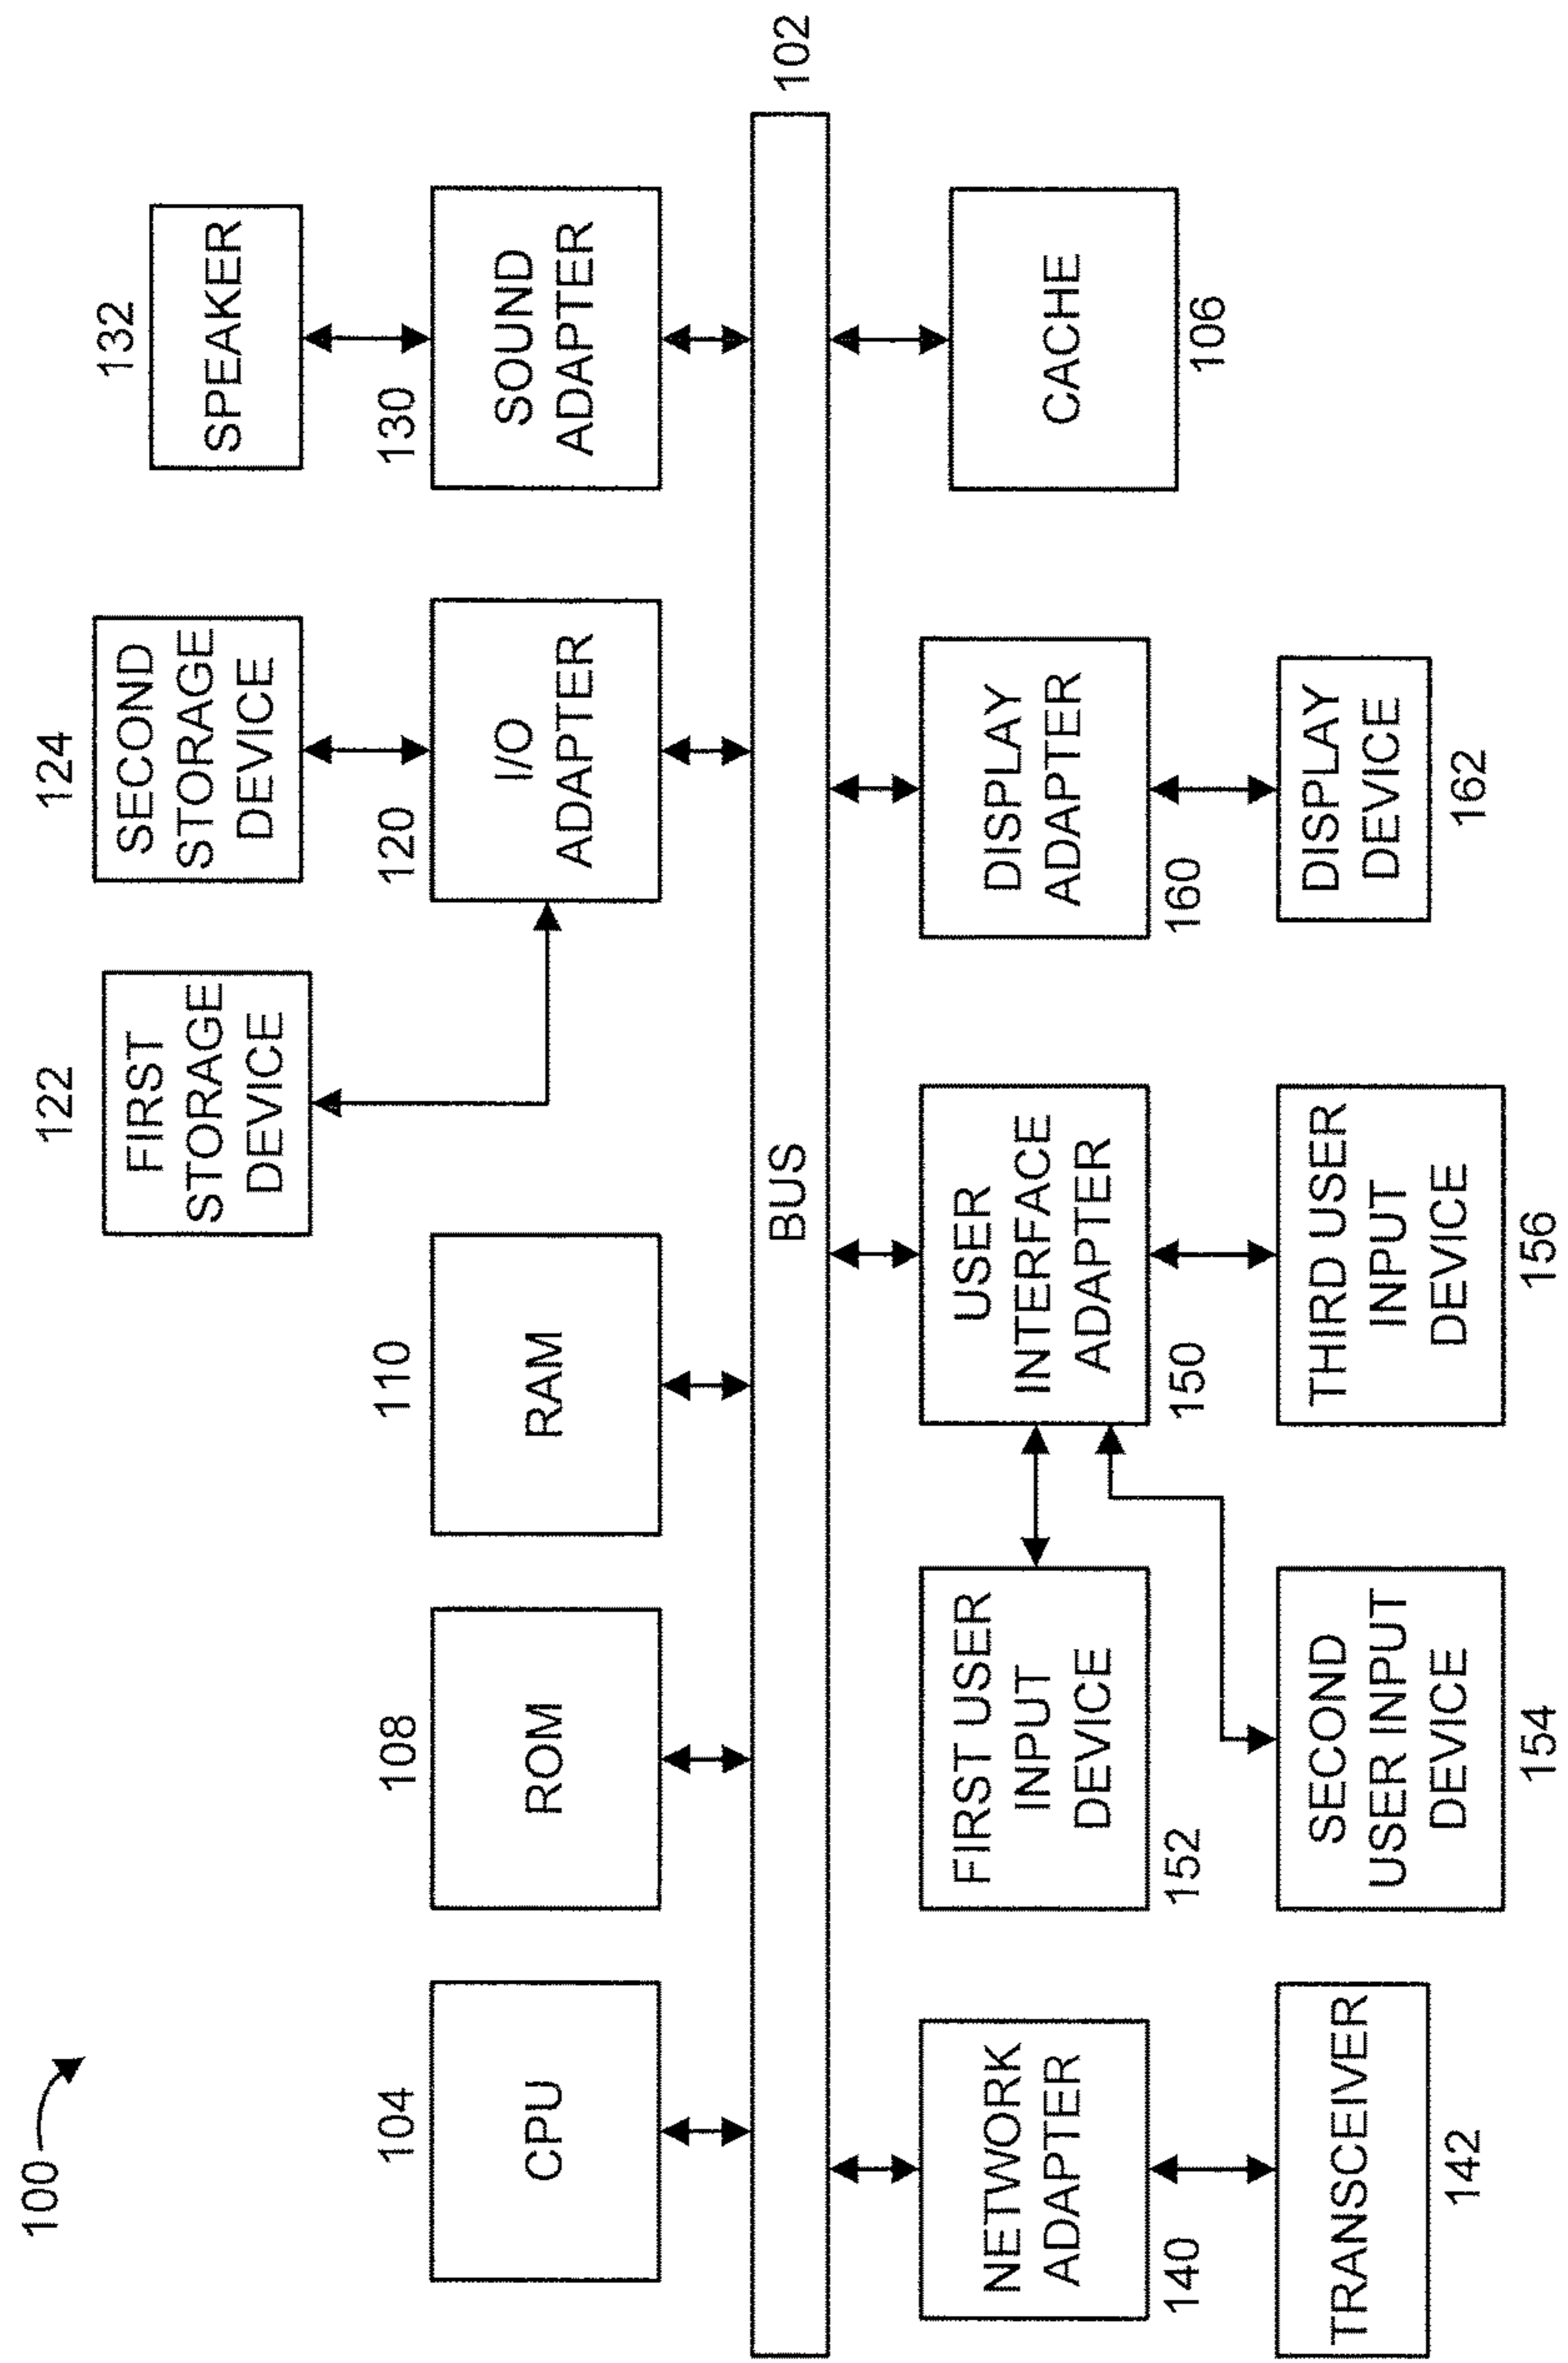 100
104
CPU
108
ROM
110
RAM
122
FIRST
STORAGE
DEVICE
124
SECOND
STORAGE
DEVICE
120
I/O
ADAPTER
132
SPEAKER
130
SOUND
ADAPTER
BUS
102
NETWORK
ADAPTER
140
TRANSCEIVER
142
FIRST USER
INPUT
DEVICE
152
SECOND
USER INPUT
DEVICE
154
USER
INTERFACE
ADAPTER
150
THIRD USER
INPUT
DEVICE
156
DISPLAY
ADAPTER
160
DISPLAY
DEVICE
162
CACHE
106